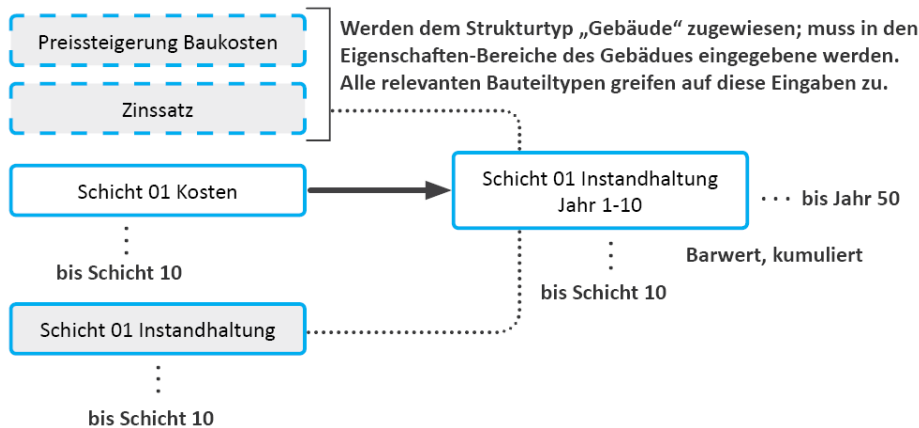 Preissteigerung Baukosten
Zinssatz
Werden dem Strukturtyp „Gebäude“ zugewiesen; muss in den
Eigenschaften-Bereiche des Gebädues eingegebene werden.
Alle relevanten Bauteiltypen greifen auf diese Eingaben zu.
Schicht 01 Kosten
bis Schicht 10
Schicht 01 Instandhaltung
Jahr 1-10
··· bis Jahr 50
Barwert, kumuliert
bis Schicht 10
Schicht 01 Instandhaltung
bis Schicht 10